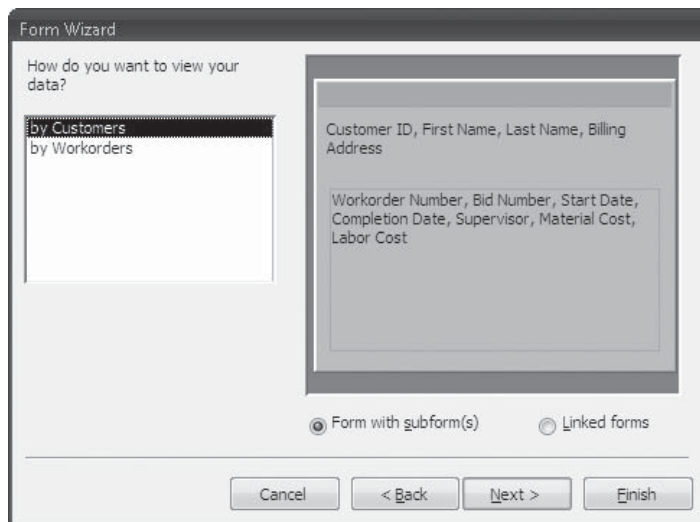 Form Wizard
How do you want to view your
data?
by Customers
by Workorders
Customer ID, First Name, Last Name, Billing
Address
Workorder Number, Bid Number, Start Date,
Completion Date, Supervisor, Material Cost,
Labor Cost
Form with subform(s)
Linked forms
Cancel
< Back
Next >
Finish